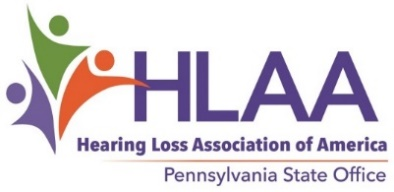 HLAA
Hearing Loss Association of America
Pennsylvania State Office